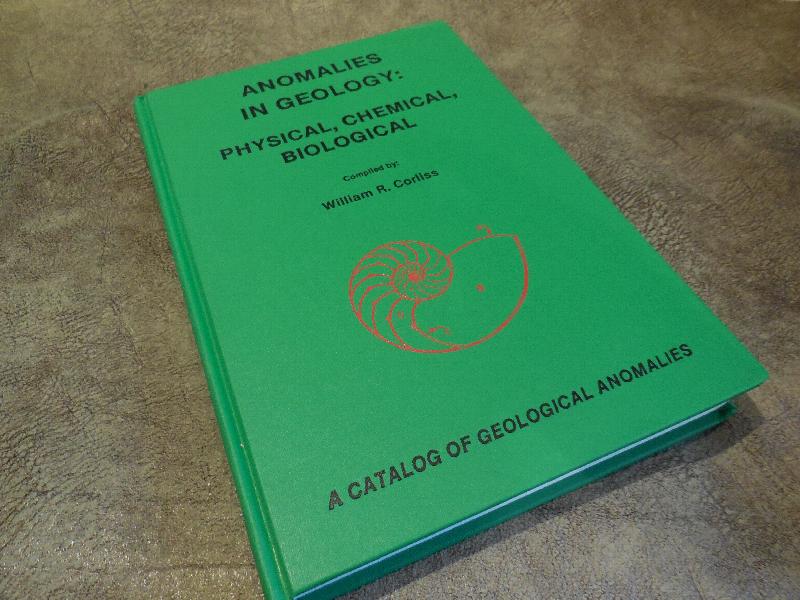 ANOMALIES
IN GEOLOGY:
PHYSICAL, CHEMICAL,
BIOLOGICAL
Compiled by:
William R. Corliss
A CATALOG OF GEOLOGICAL ANOMALIES